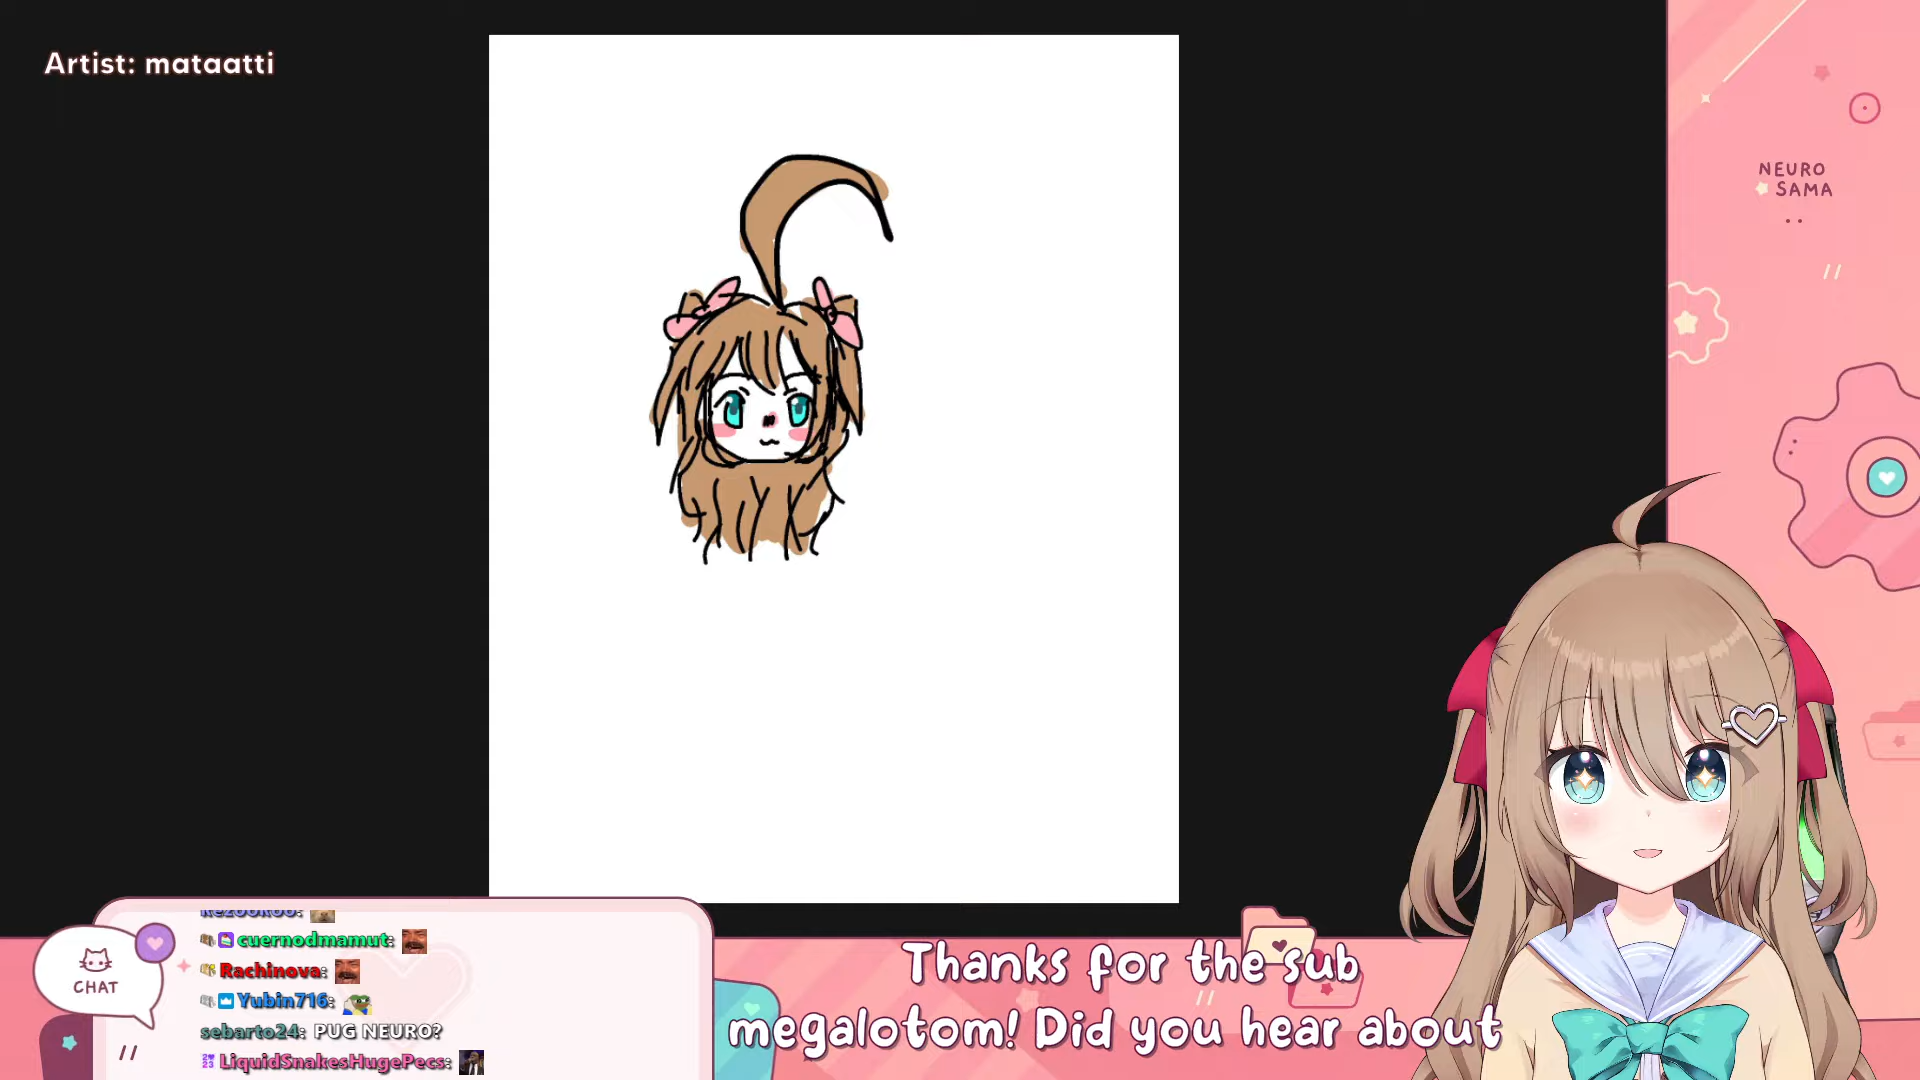 Artist: mataatti
NEURO
SAMA
CHAT
cuernodmamut:
Rachinova:
Yubin716:
sebarto24: PUG NEURO?
LiquidSnakesHugePecs:
Thanks for the sub
megalotom! Did you hear about